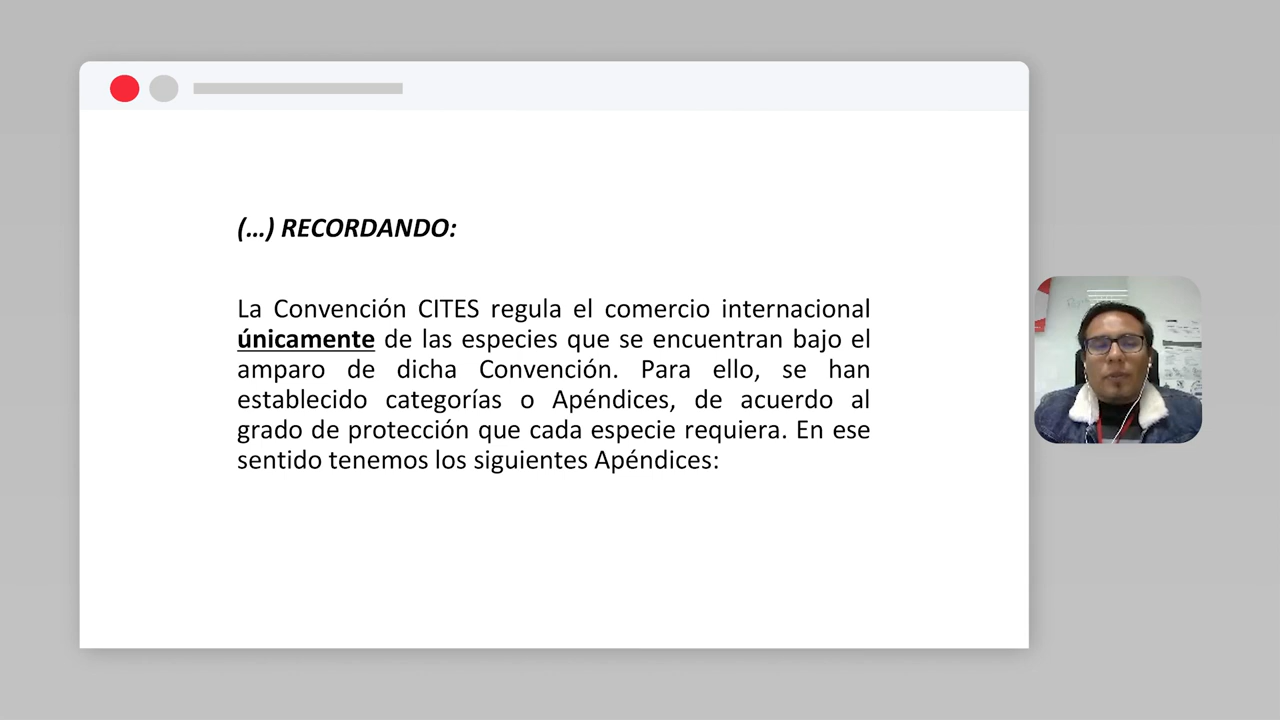 (...) RECORDANDO:
La Convención CITES regula el comercio internacional
únicamente de las especies que se encuentran bajo el
amparo de dicha Convención. Para ello, se han
establecido categorías o Apéndices, de acuerdo al
grado de protección que cada especie requiera. En ese
sentido tenemos los siguientes Apéndices: